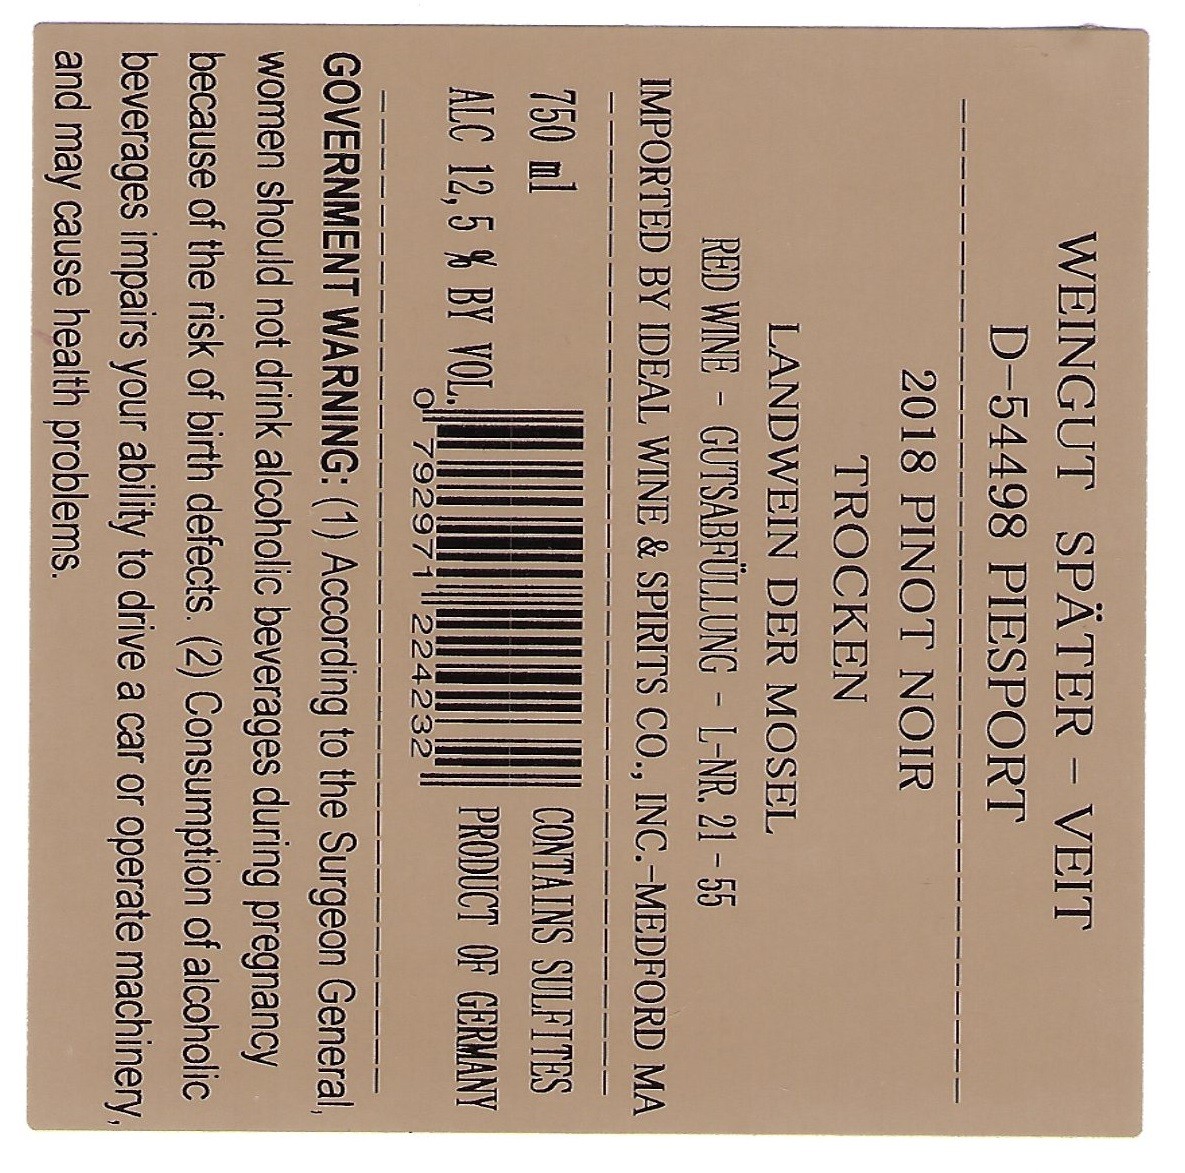 WEINGUT SPÄTER – VEIT
D-54498 PIESPORT
2018 PINOT NOIR
TROCKEN
LANDWEIN DER MOSEL
RED WINE - GUTSABFÜLLUNG - L-NR. 21 - 55
IMPORTED BY IDEAL WINE & SPIRITS CO., INC.-MEDFORD MA
750 ml
CONTAINS SULFITES
ALC 12,5 % BY VOL.
PRODUCT OF GERMANY
0 792971 224232
GOVERNMENT WARNING: (1) According to the Surgeon General,
women should not drink alcoholic beverages during pregnancy
because of the risk of birth defects. (2) Consumption of alcoholic
beverages impairs your ability to drive a car or operate machinery,
and may cause health problems.